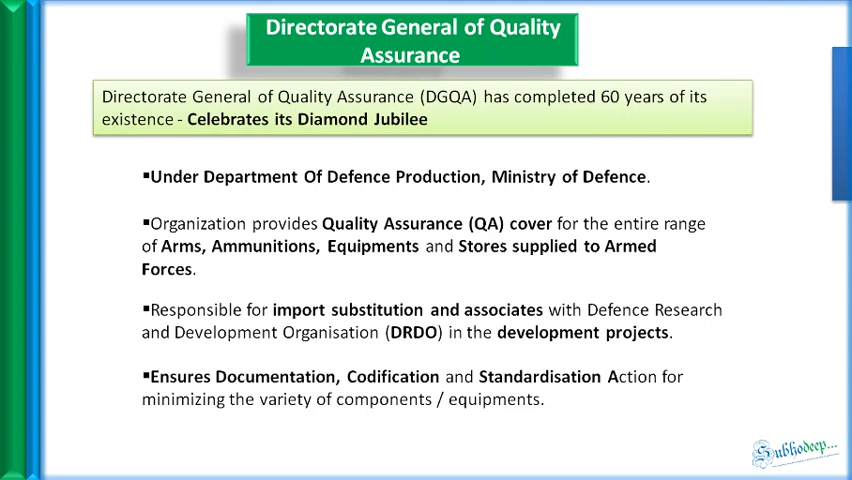 Directorate General of Quality
Assurance
Directorate General of Quality Assurance (DGQA) has completed 60 years of its
existence - Celebrates its Diamond Jubilee
▪Under Department Of Defence Production, Ministry of Defence.
▪Organization provides Quality Assurance (QA) cover for the entire range
of Arms, Ammunitions, Equipments and Stores supplied to Armed
Forces.
▪Responsible for import substitution and associates with Defence Research
and Development Organisation (DRDO) in the development projects.
▪Ensures Documentation, Codification and Standardisation Action for
minimizing the variety of components / equipments.
Subhodeep...